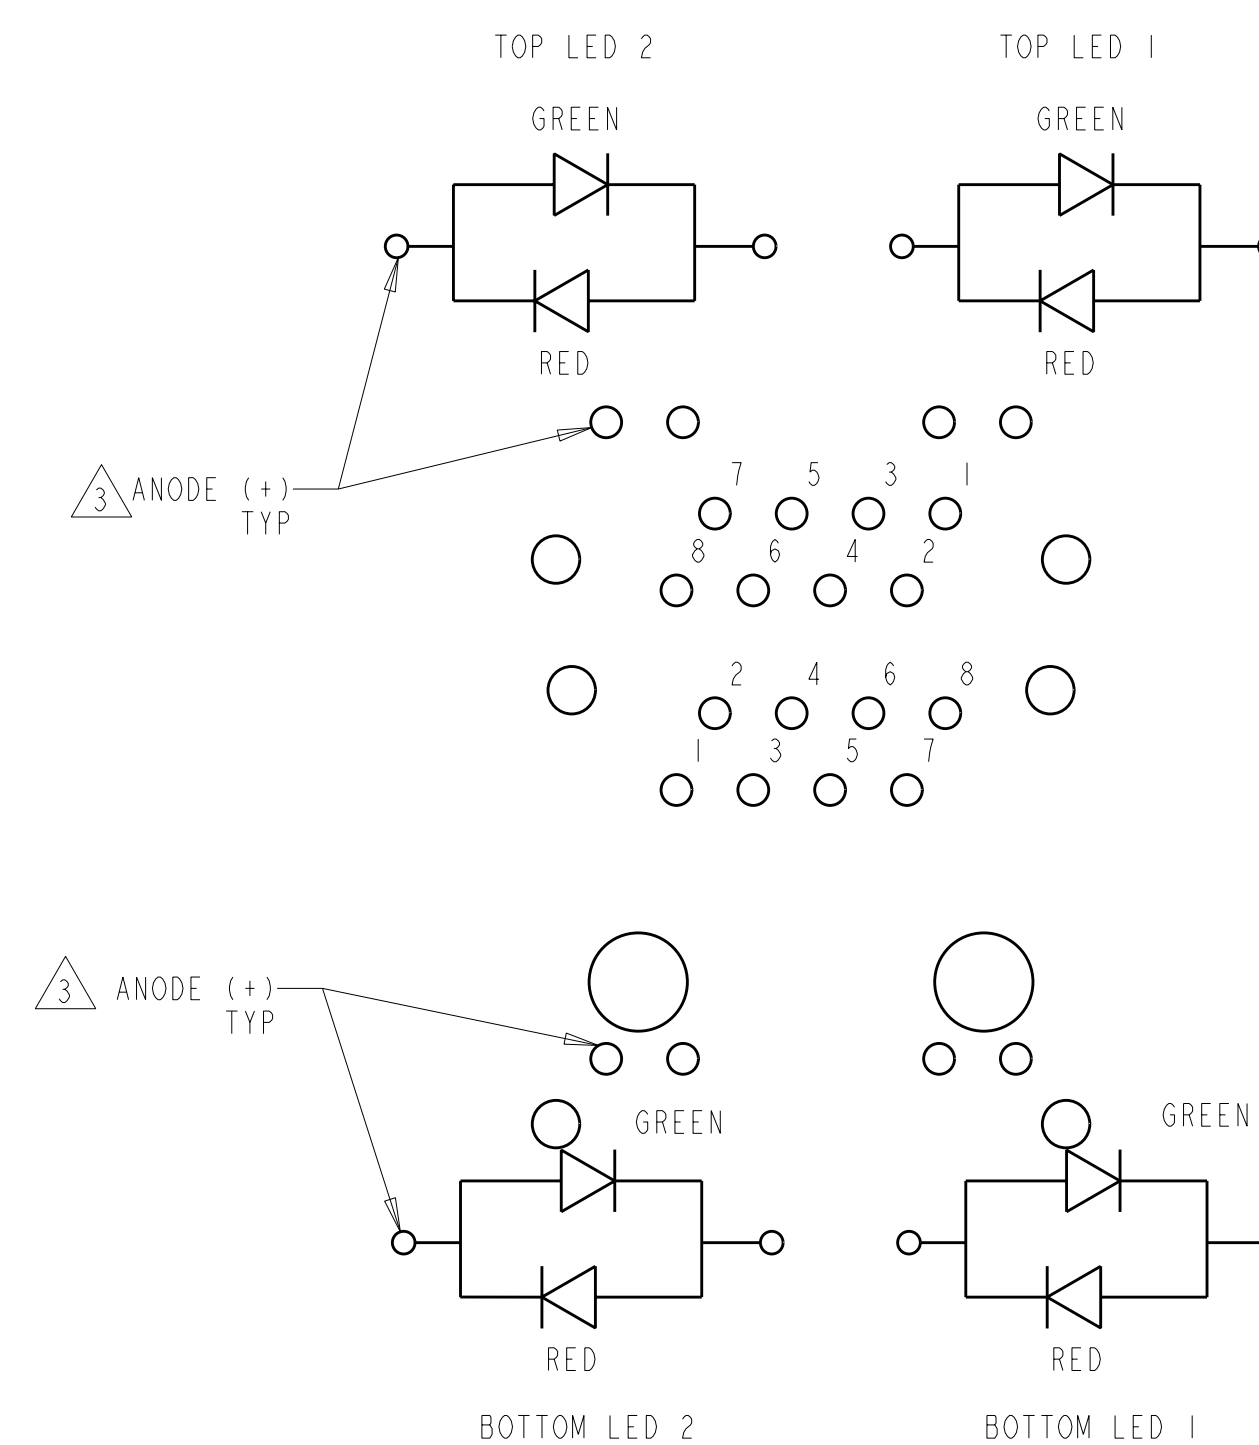 TOP LED 2 TOP LED 1
GREEN GREEN
RED RED
7 5 3 1
3 ANODE (+)
TYP
8 6 4 2
2 4 6 8
1 3 5 7
3 ANODE (+)
TYP
GREEN GREEN
RED RED
BOTTOM LED 2 BOTTOM LED 1